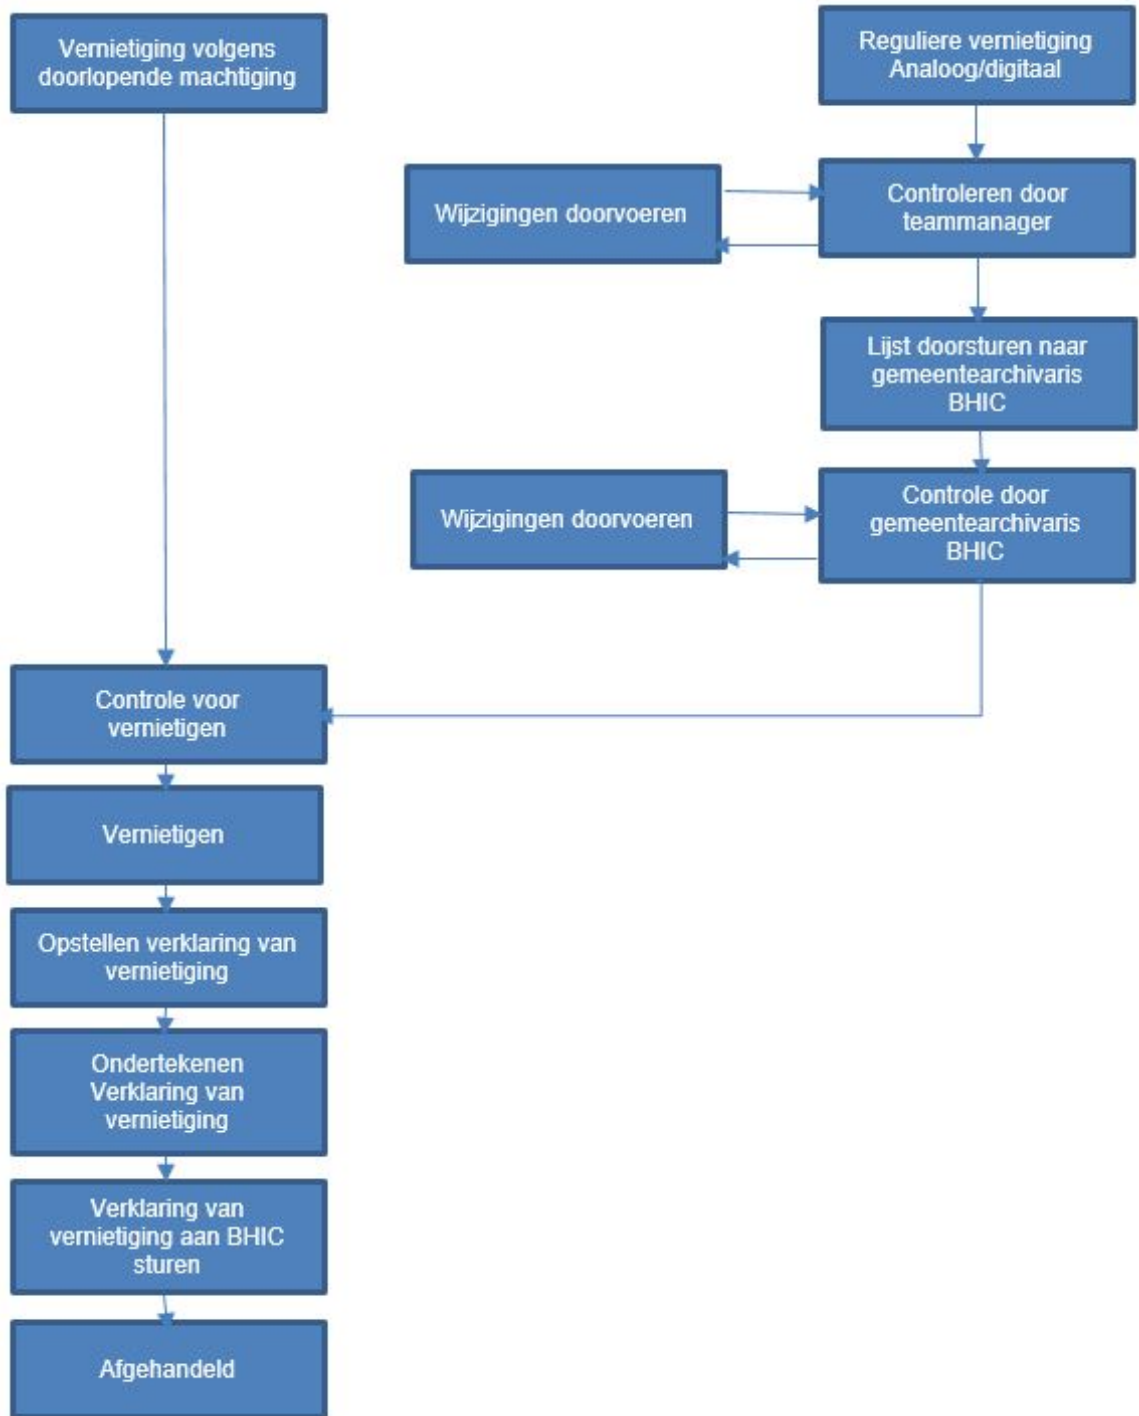 Vernietiging volgens
doorlopende machtiging
Reguliere vernietiging
Analoog/digitaal
Wijzigingen doorvoeren
Controleren door
teammanager
Lijst doorsturen naar
gemeentearchivaris
BHIC
Wijzigingen doorvoeren
Controle door
gemeentearchivaris
BHIC
Controle voor
vernietigen
Vernietigen
Opstellen verklaring van
vernietiging
Ondertekenen
Verklaring van
vernietiging
Verklaring van
vernietiging aan BHIC
sturen
Afgehandeld